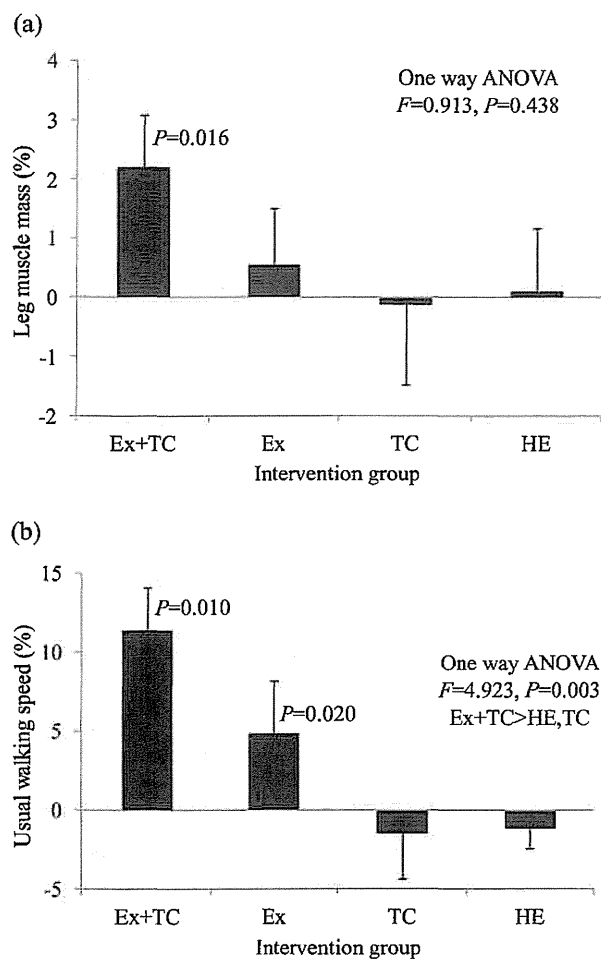 (a)
4
3
2
1
0
-1
-2
Leg muscle mass (%)
One way ANOVA
F=0.913, P=0.438
P=0.016
Ex+TC Ex TC HE
Intervention group
(b)
15
10
5
0
-5
Usual walking speed (%)
P=0.010
P=0.020
One way ANOVA
F=4.923, P=0.003
Ex+TC>HE,TC
Ex+TC Ex TC HE
Intervention group